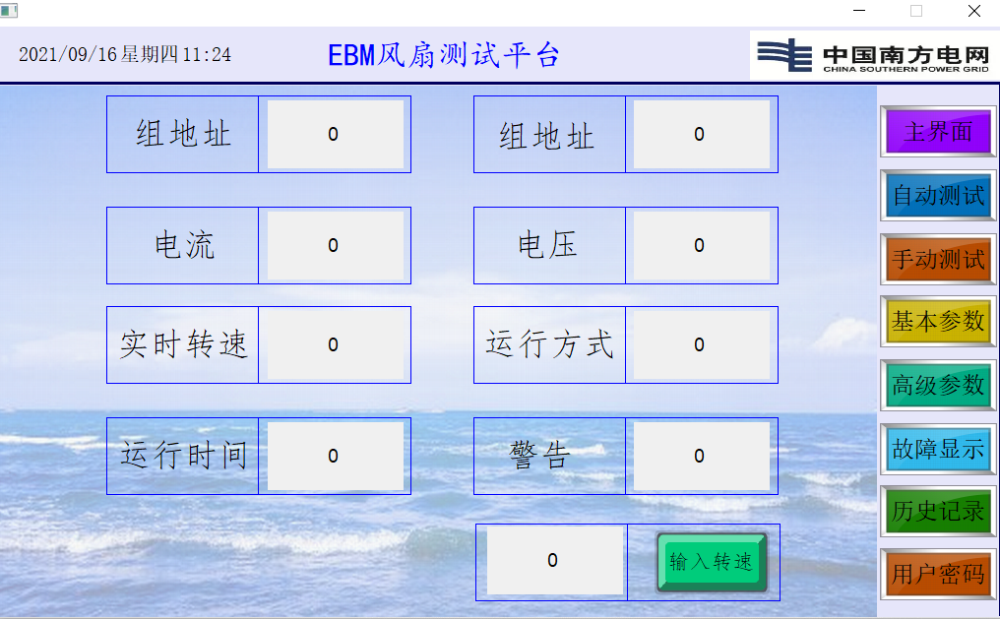 2021/09/16 星期四 11:24
EBM风扇测试平台
中国南方电网
CHINA SOUTHERN POWER GRID
组地址 0 组地址 0
电流 0 电压 0
实时转速 0 运行方式 0
运行时间 0 警告 0
0 输入转速
主界面
自动测试
手动测试
基本参数
高级参数
故障显示
历史记录
用户密码